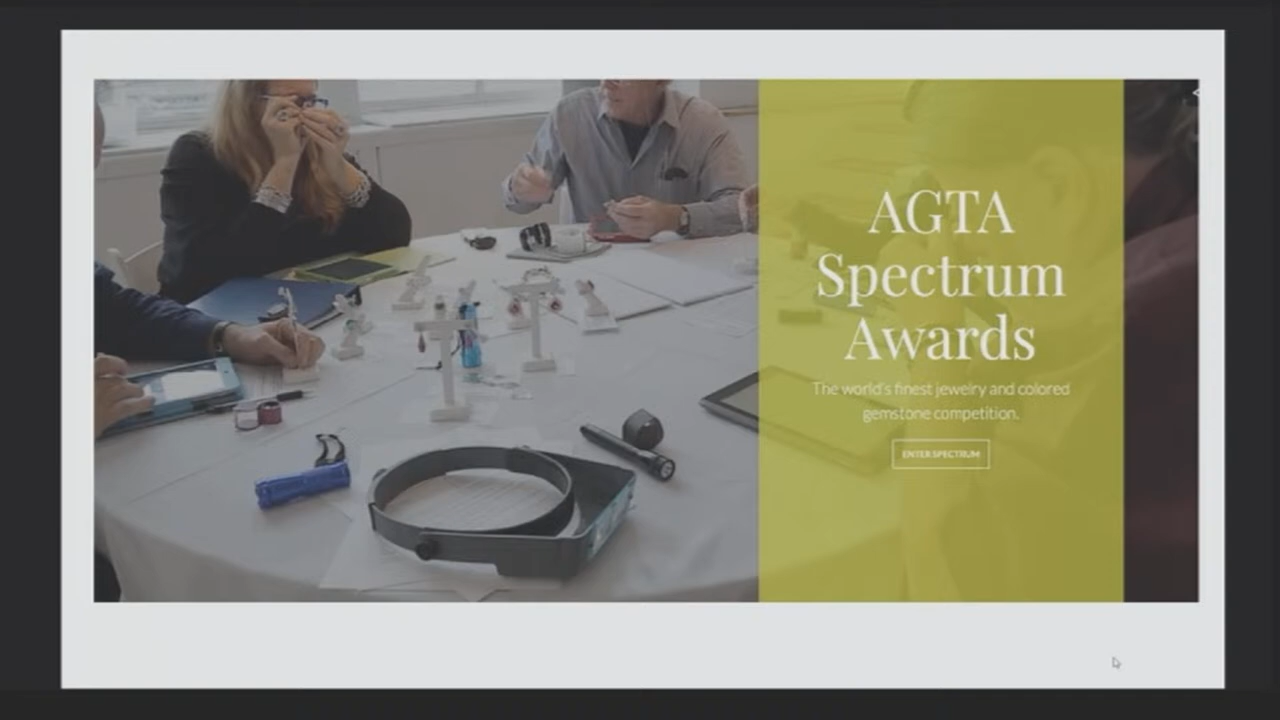 AGTA
Spectrum
Awards
The world's finest jewelry and colored
gemstone competition.
ENTER SPECTRUM